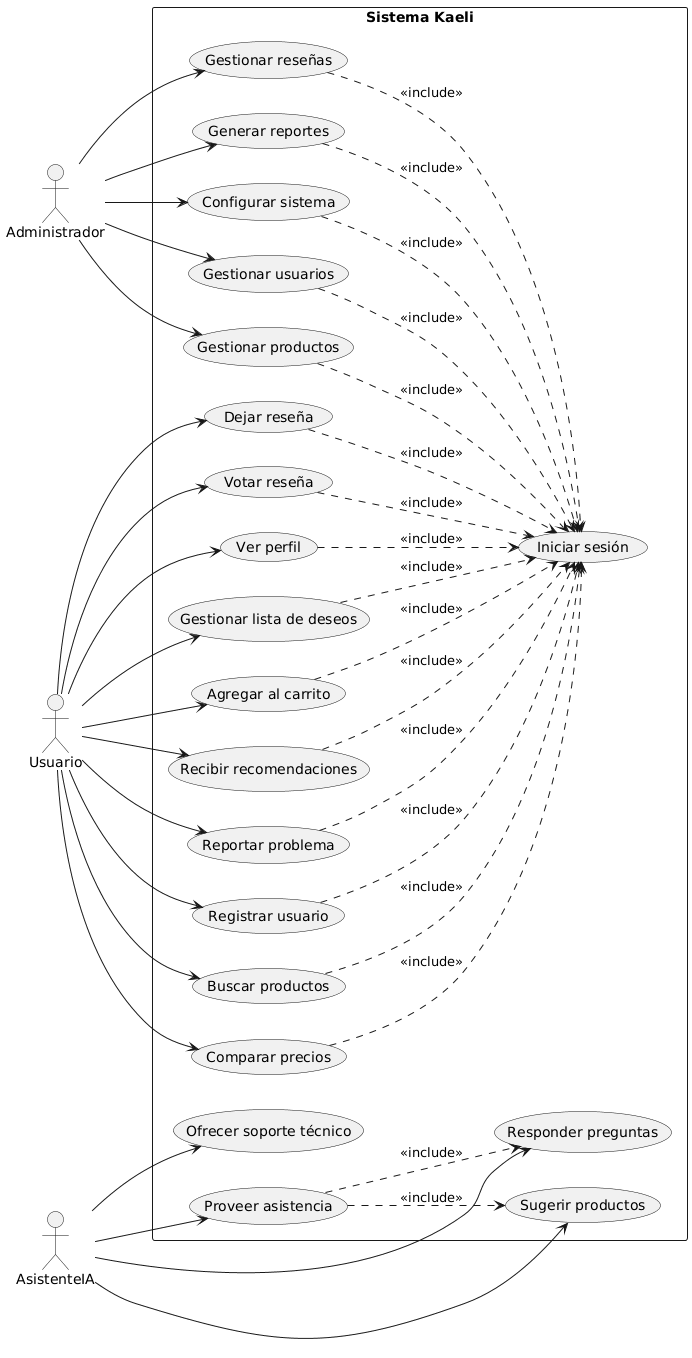 Sistema Kaeli
Gestionar reseñas
«include»
Generar reportes
«include»
Configurar sistema
Administrador
«include»
Gestionar usuarios
«include»
Gestionar productos
«include»
Dejar reseña
«include»
Votar reseña
«include»
Ver perfil
«include»
Iniciar sesión
«include»
Gestionar lista de deseos
«include»
Agregar al carrito
«include»
Recibir recomendaciones
Usuario
«include»
Reportar problema
«include»
Registrar usuario
«include»
Buscar productos
«include»
Comparar precios
Ofrecer soporte técnico
Responder preguntas
«include»
Proveer asistencia
«include»
Sugerir productos
AsistenteIA